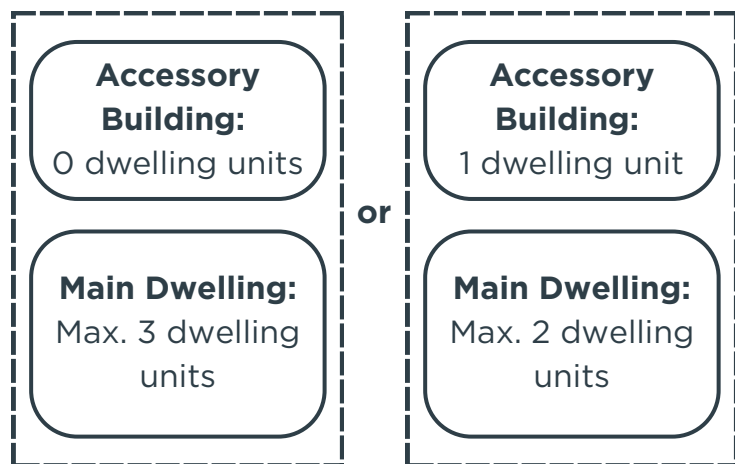 Accessory
Building:
0 dwelling units
Main Dwelling:
Max. 3 dwelling
units
or
Accessory
Building:
1 dwelling unit
Main Dwelling:
Max. 2 dwelling
units